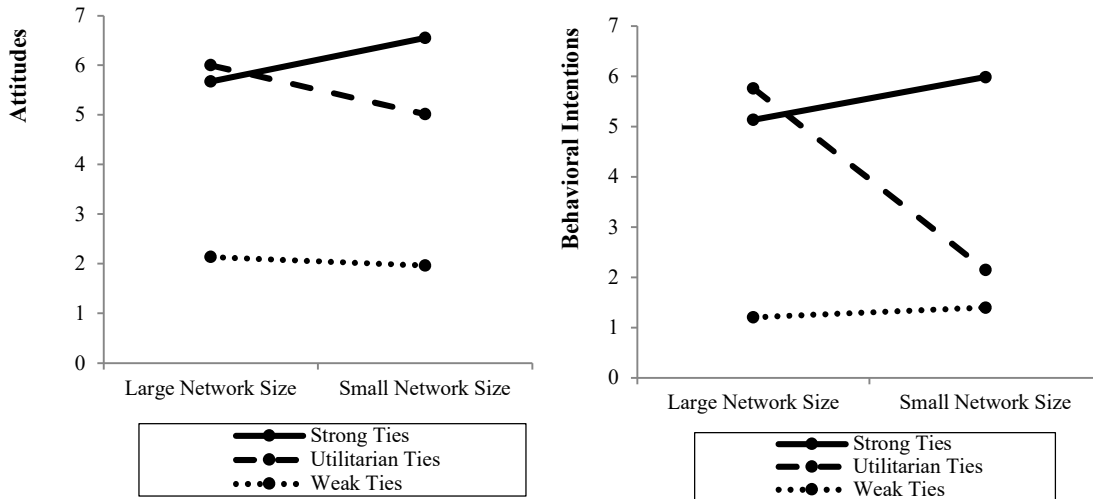 Attitudes
7
6
5
4
3
2
1
0
Large Network Size Small Network Size
Strong Ties
Utilitarian Ties
Weak Ties
Behavioral Intentions
7
6
5
4
3
2
1
0
Large Network Size Small Network Size
Strong Ties
Utilitarian Ties
Weak Ties